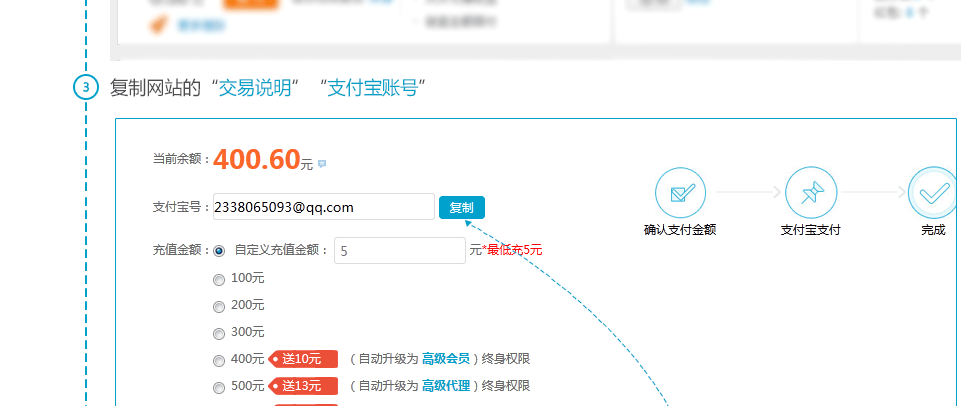 3 复制网站的“交易说明” “支付宝账号”
当前余额：400.60元
支付宝号：2338065093@qq.com 复制
确认支付金额 支付宝支付 完成
充值金额： 自定义充值金额： 5 元*最低充5元
100元
200元
300元
400元 送10元 （自动升级为 高级会员）终身权限
500元 送13元 （自动升级为 高级代理）终身权限